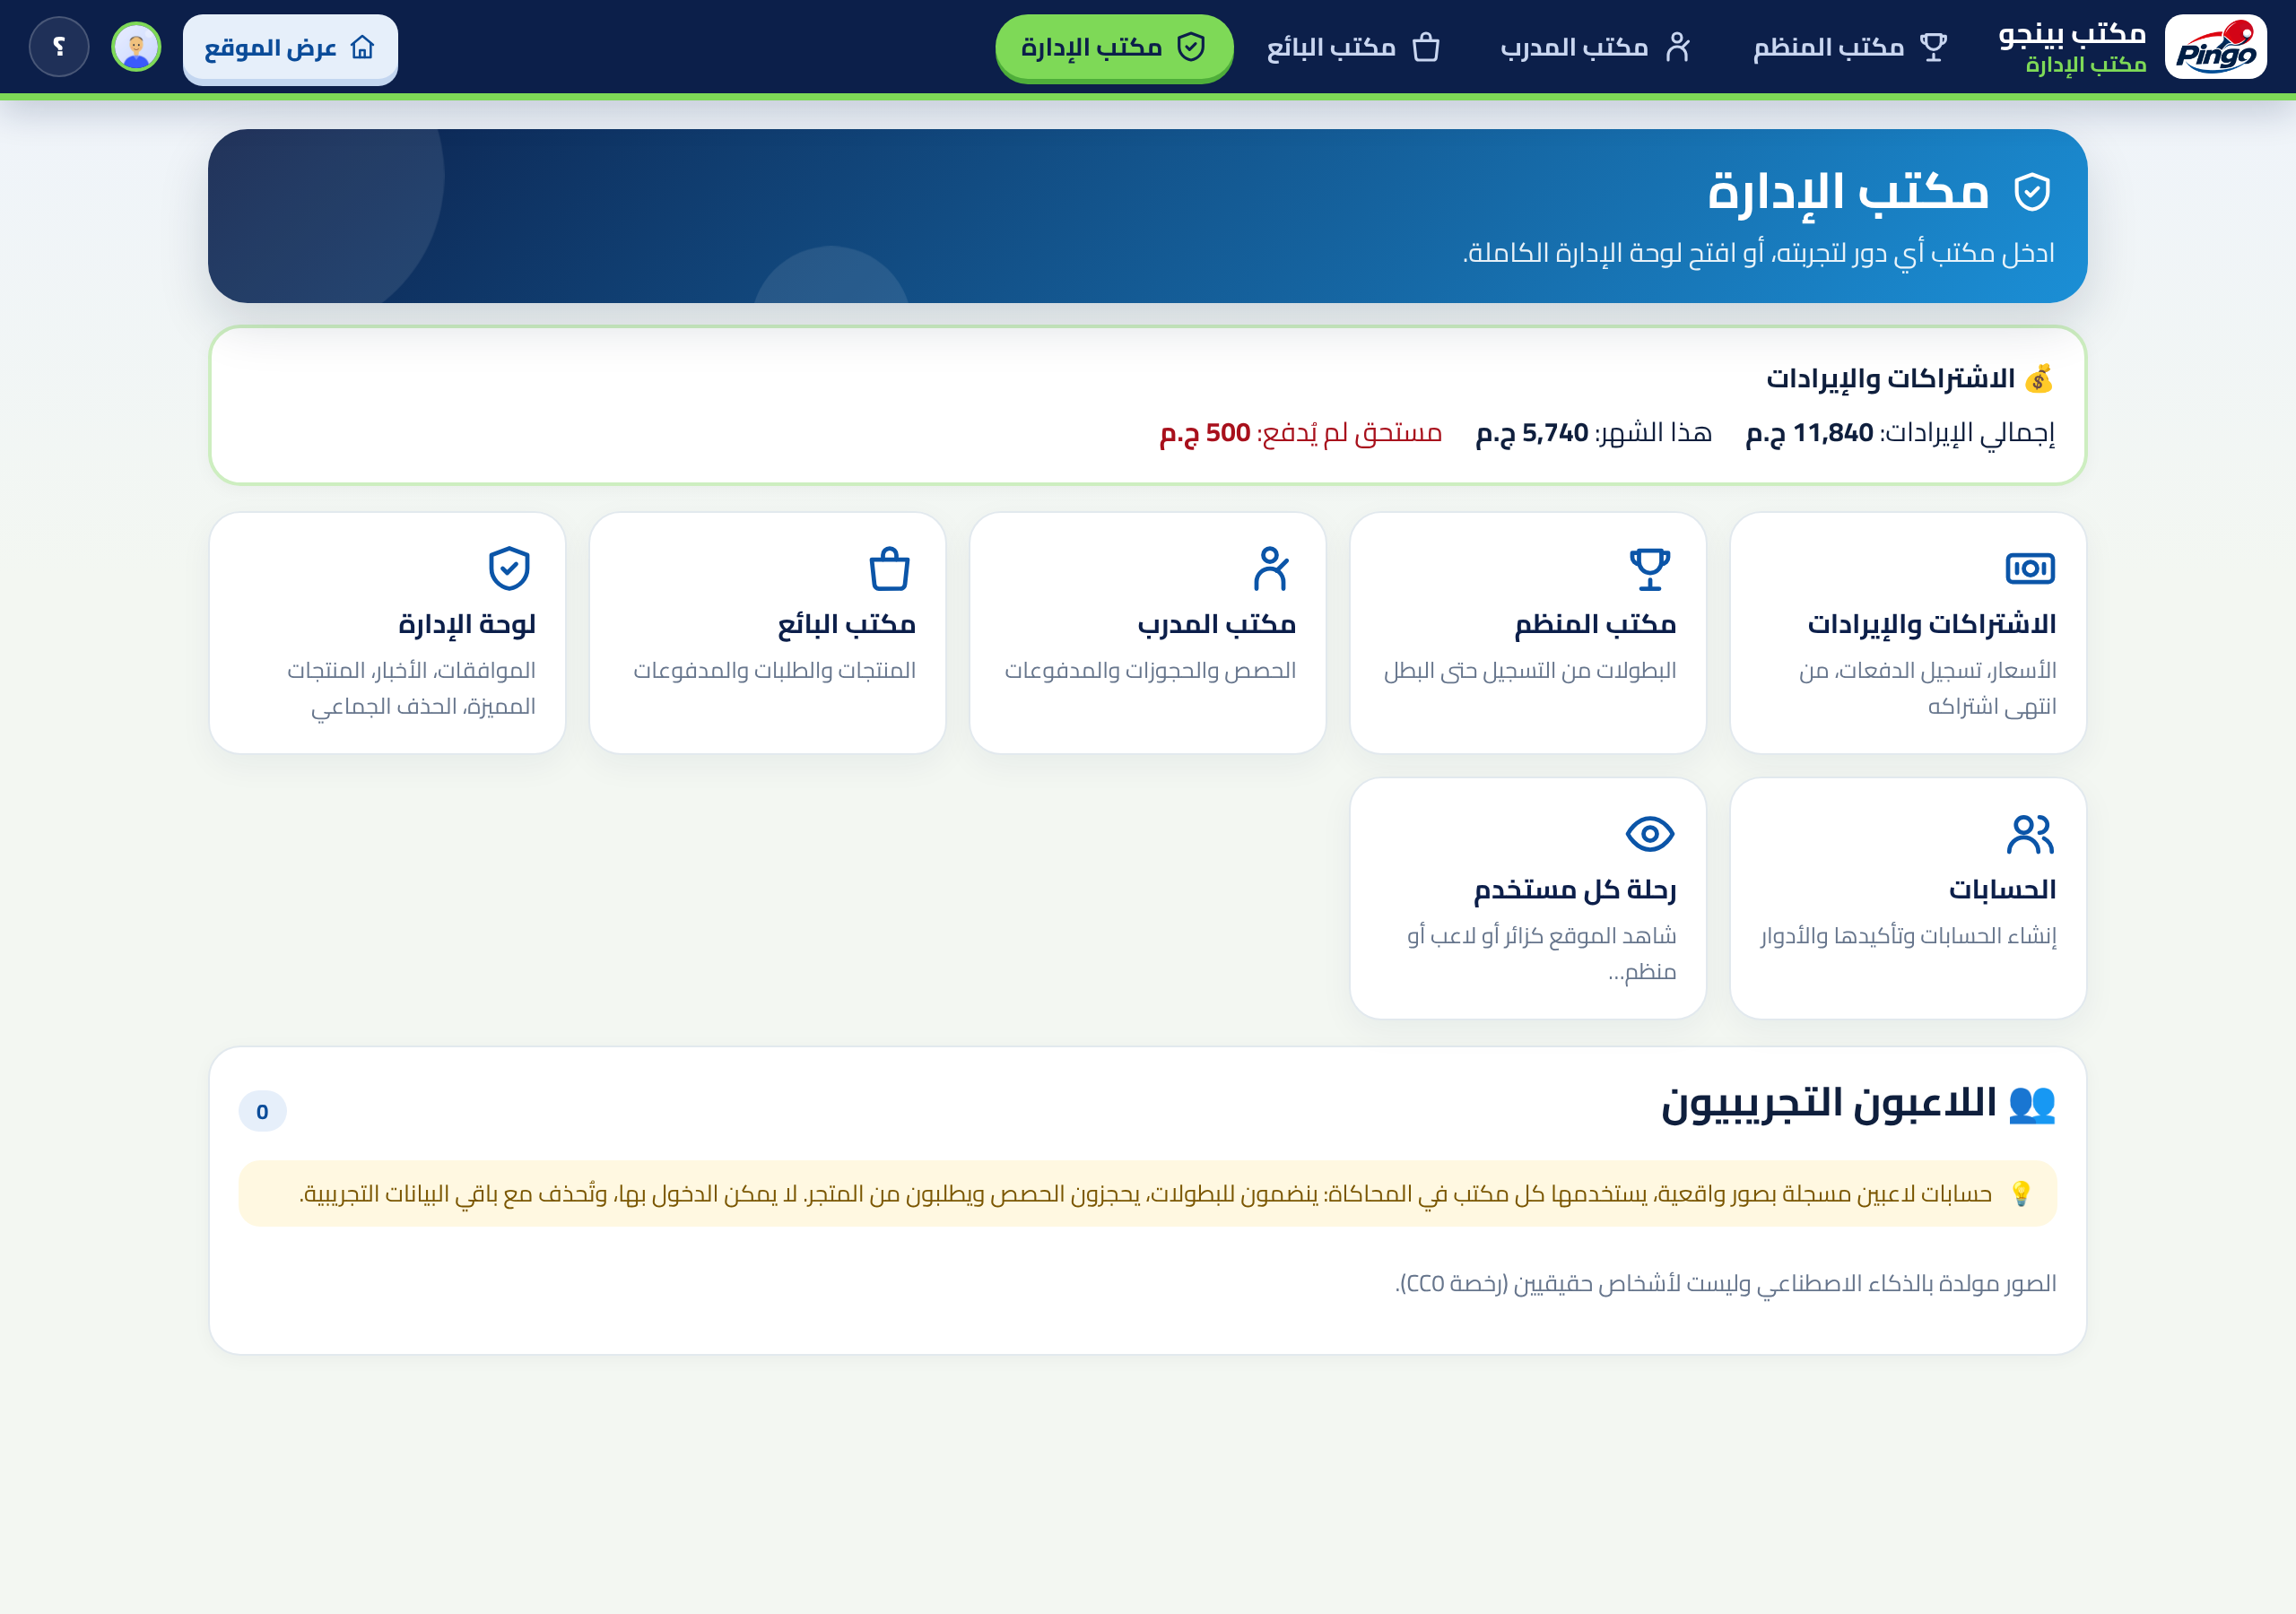 Pingo
مكتب بينجو
مكتب الإدارة
مكتب المنظم
مكتب المدرب
مكتب البائع
مكتب الإدارة
عرض الموقع
؟
مكتب الإدارة
ادخل مكتب أي دور لتجربته، أو افتح لوحة الإدارة الكاملة.
💰 الاشتراكات والإيرادات
إجمالي الإيرادات: 11,840 ج.م هذا الشهر: 5,740 ج.م مستحق لم يُدفع: 500 ج.م
الاشتراكات والإيرادات
الأسعار، تسجيل الدفعات، من
انتهى اشتراكه
مكتب المنظم
البطولات من التسجيل حتى البطل
مكتب المدرب
الحصص والحجوزات والمدفوعات
مكتب البائع
المنتجات والطلبات والمدفوعات
لوحة الإدارة
الموافقات، الأخبار، المنتجات
المميزة، الحذف الجماعي
الحسابات
إنشاء الحسابات وتأكيدها والأدوار
رحلة كل مستخدم
شاهد الموقع كزائر أو لاعب أو
منظم...
👥 اللاعبون التجريبيون
0
💡 حسابات لاعبين مسجلة بصور واقعية، يستخدمها كل مكتب في المحاكاة: ينضمون للبطولات، يحجزون الحصص ويطلبون من المتجر. لا يمكن الدخول بها، وتُحذف مع باقي البيانات التجريبية.
الصور مولدة بالذكاء الاصطناعي وليست لأشخاص حقيقيين (رخصة CC0).